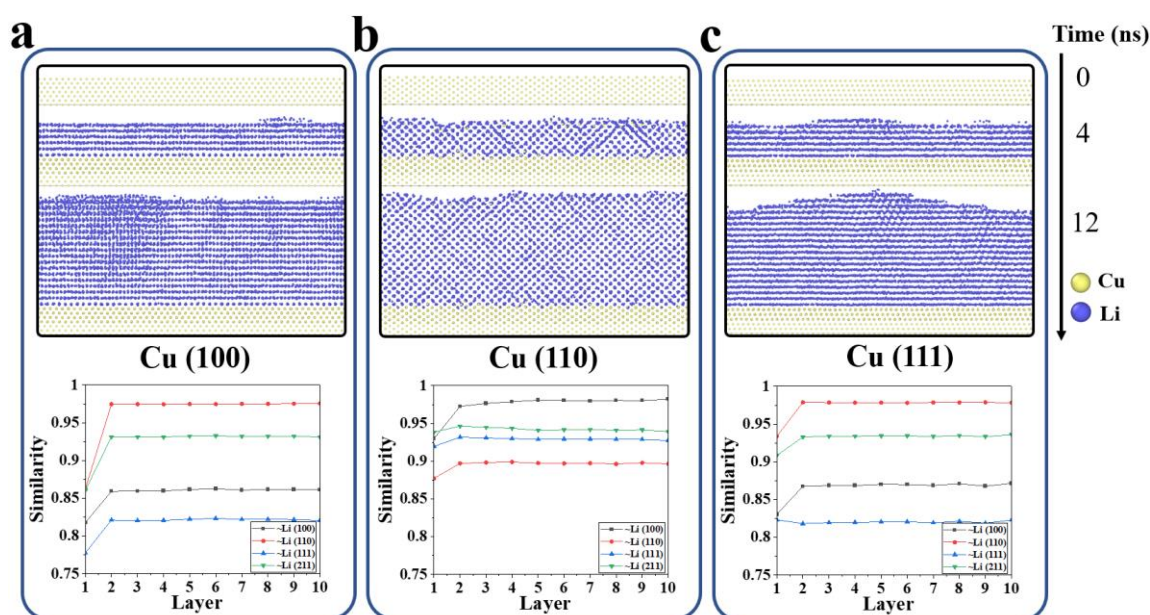 a
b
c
Time (ns)
0
4
12
Cu
Li
Cu (100)
Cu (110)
Cu (111)
1
0.95
0.9
0.85
0.8
0.75
Similarity
1 2 3 4 5 6 7 8 9 10
Layer
~Li (100)
~Li (110)
~Li (111)
~Li (211)
1
0.95
0.9
0.85
0.8
0.75
Similarity
1 2 3 4 5 6 7 8 9 10
Layer
~Li (100)
~Li (110)
~Li (111)
~Li (211)
1
0.95
0.9
0.85
0.8
0.75
Similarity
1 2 3 4 5 6 7 8 9 10
Layer
~Li (100)
~Li (110)
~Li (111)
~Li (211)